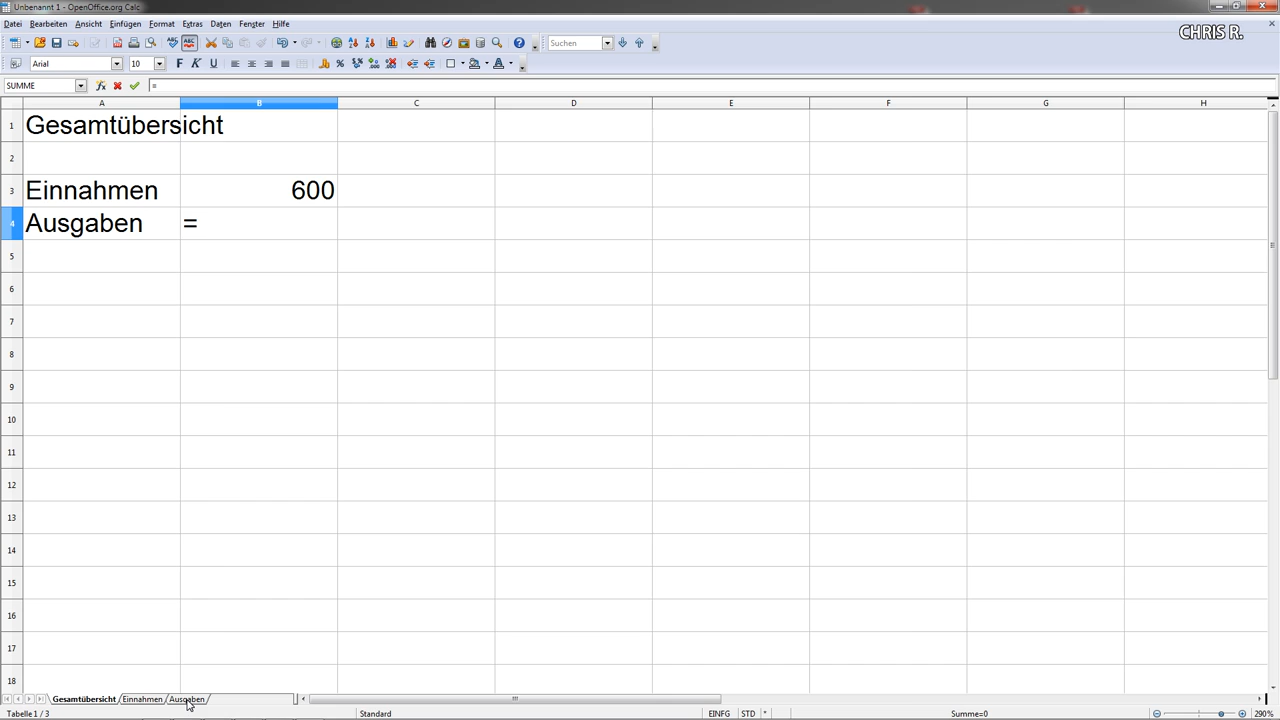 Unbenannt 1 - OpenOffice.org Calc
Datei Bearbeiten Ansicht Einfügen Format Extras Daten Fenster Hilfe
CHRIS R.
Suchen
Arial 10 F K U
SUMME =
A B C D E F G H
1 Gesamtübersicht
2
3 Einnahmen 600
4 Ausgaben =
5
6
7
8
9
10
11
12
13
14
15
16
17
18
Gesamtübersicht Einnahmen Ausgaben
Tabelle 1 / 3 Standard EINFG STD * Summe=0 290%